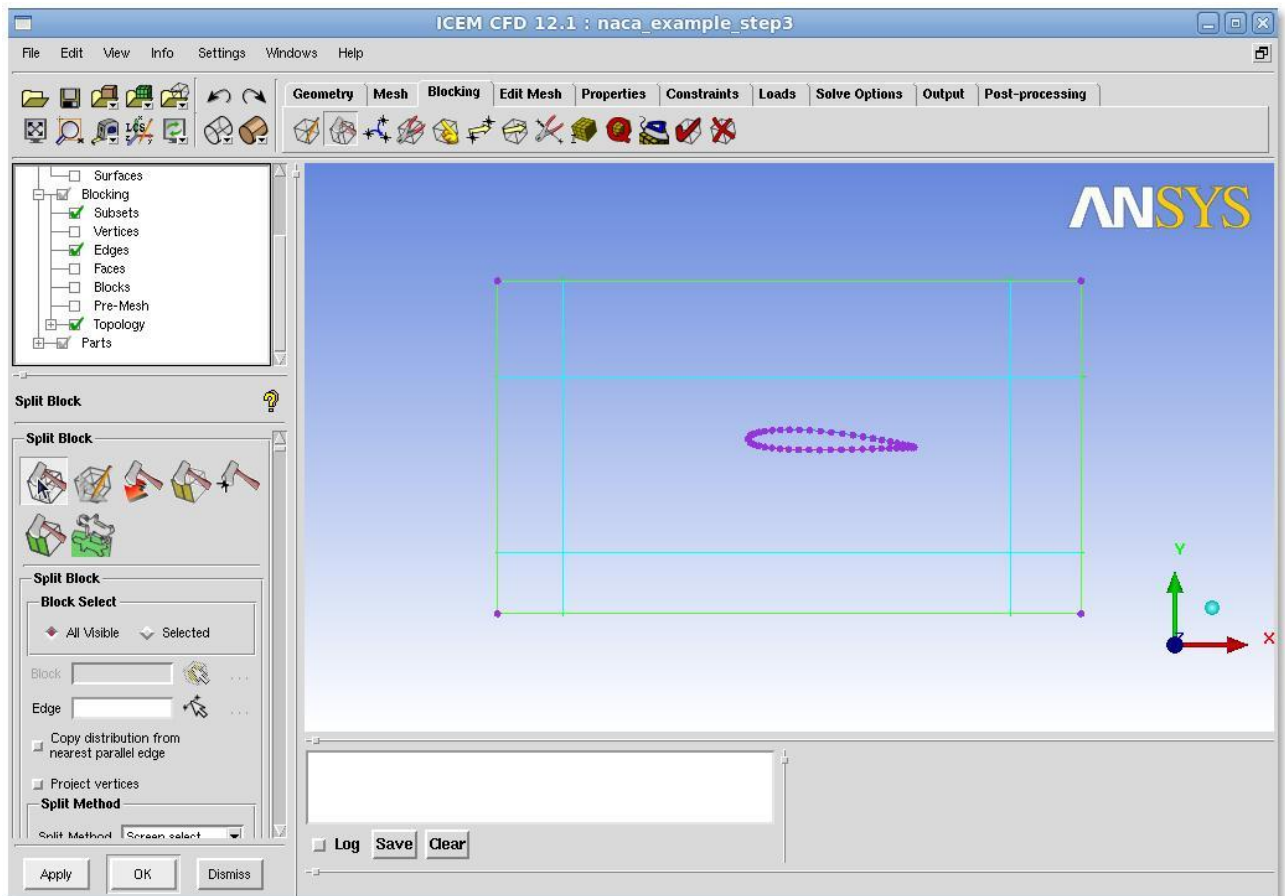 ICEM CFD 12.1 : naca_example_step3
File Edit View Info Settings Windows Help
Geometry Mesh Blocking Edit Mesh Properties Constraints Loads Solve Options Output Post-processing
LCS
Surfaces
Blocking
Subsets
Vertices
Edges
Faces
Blocks
Pre-Mesh
Topology
Parts
Split Block
Split Block
Split Block
Block Select
All Visible Selected
Block ...
Edge ...
Copy distribution from
nearest parallel edge
Project vertices
Split Method
Split Method Screen select
Apply OK Dismiss
ANSYS
Y
Z
X
Log Save Clear